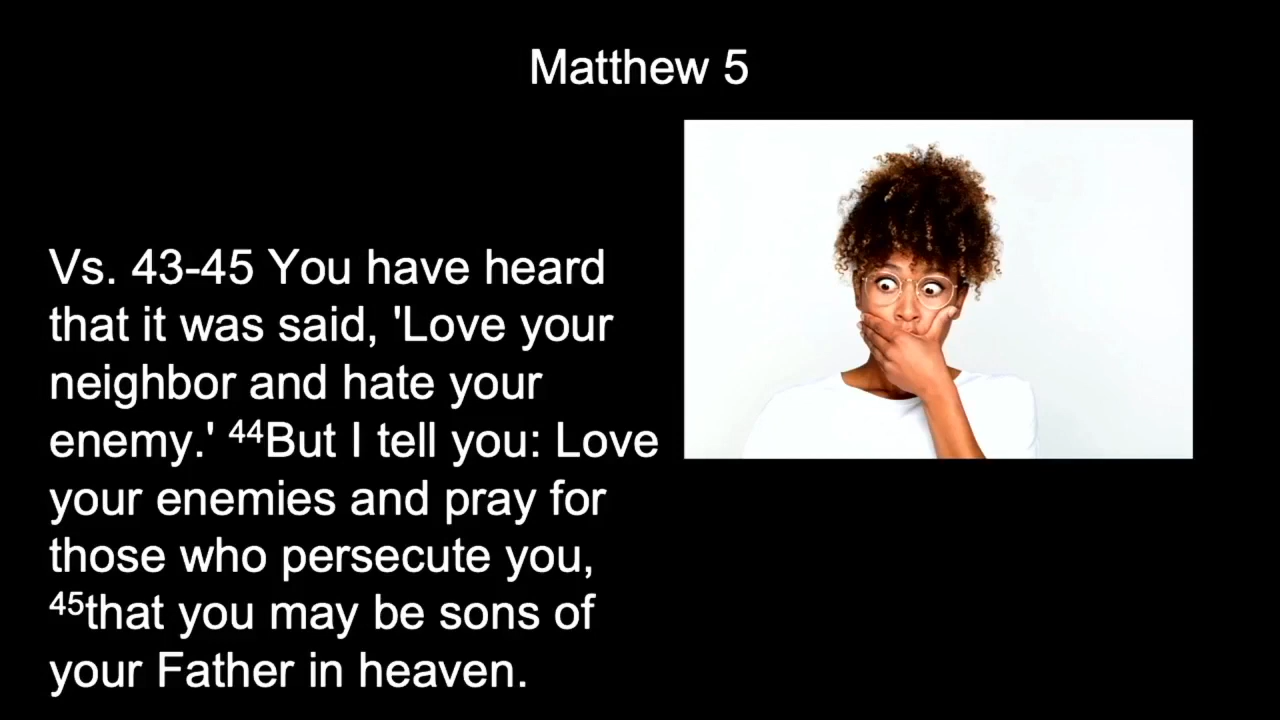 Matthew 5
Vs. 43-45 You have heard
that it was said, 'Love your
neighbor and hate your
enemy.' ⁴⁴But I tell you: Love
your enemies and pray for
those who persecute you,
⁴⁵that you may be sons of
your Father in heaven.